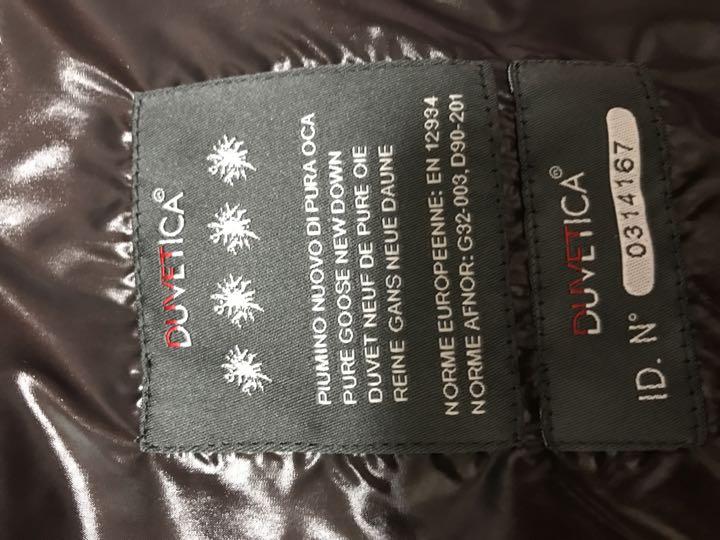 DUVETICA®
PIUMINO NUOVO DI PURA OCA
PURE GOOSE NEW DOWN
DUVET NEUF DE PURE OIE
REINE GANS NEUE DAUNE
NORME EUROPEENNE: EN 12934
NORME AFNOR: G32-003, D90-201
DUVETICA®
ID. N° 0314167